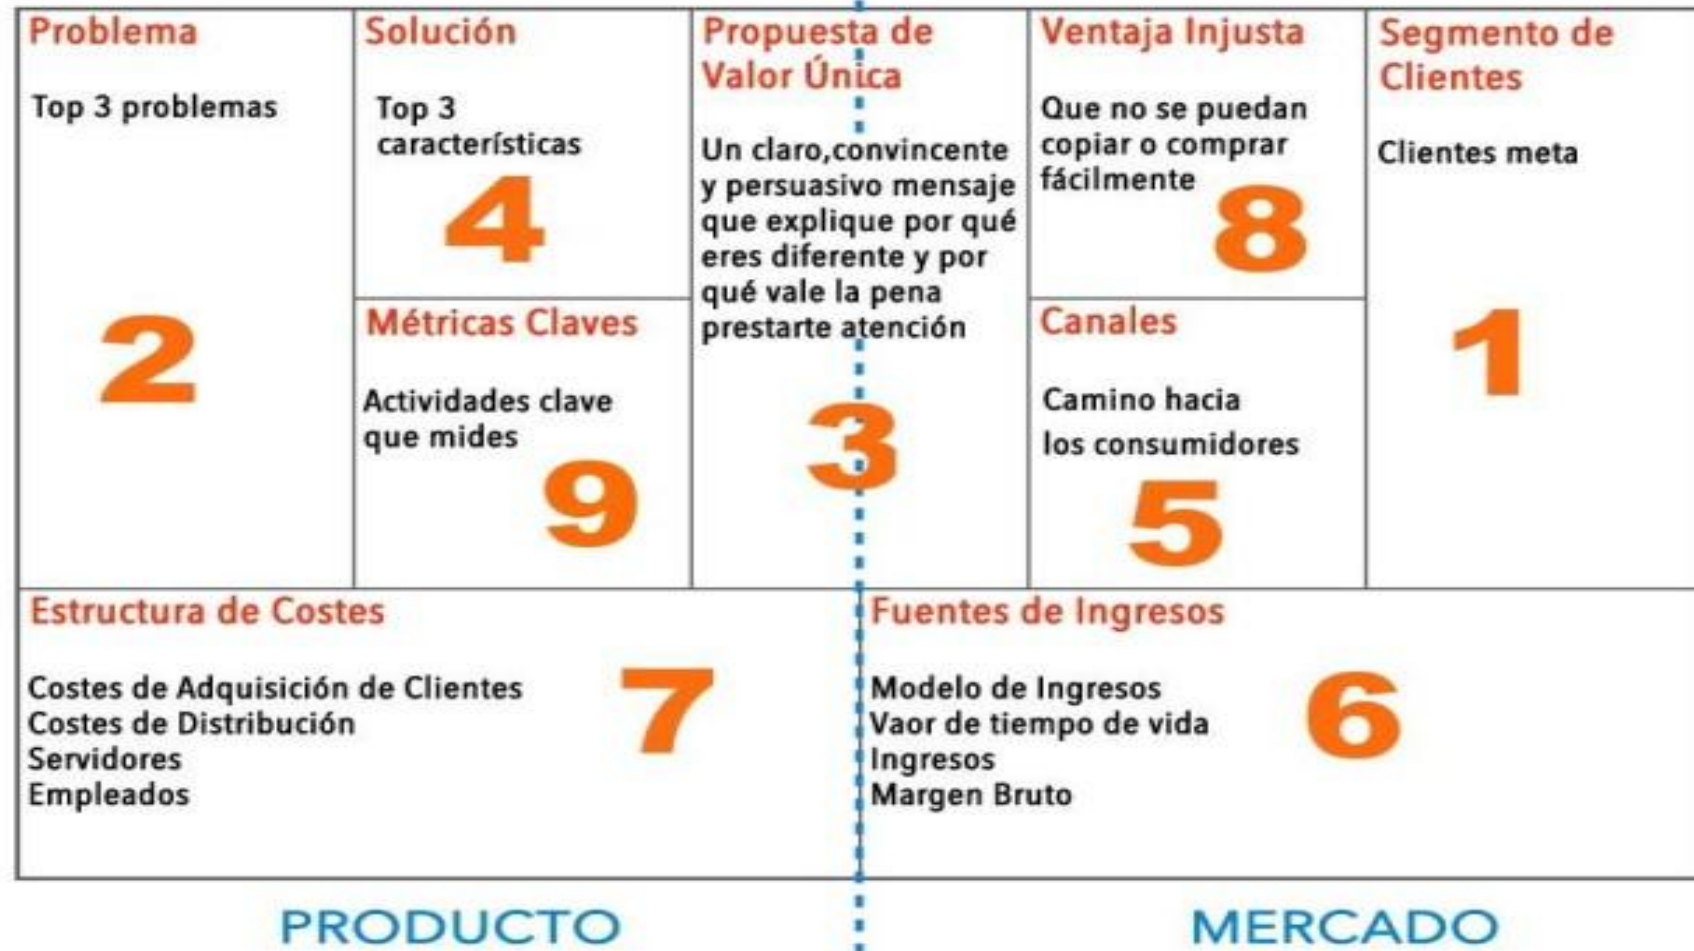 Problema
Top 3 problemas
2
Solución
Top 3
características
4
Métricas Claves
Actividades clave
que mides
9
Propuesta de
Valor Única
Un claro,convincente
y persuasivo mensaje
que explique por qué
eres diferente y por
qué vale la pena
prestarte atención
3
Ventaja Injusta
Que no se puedan
copiar o comprar
fácilmente
8
Canales
Camino hacia
los consumidores
5
Segmento de
Clientes
Clientes meta
1
Estructura de Costes
Costes de Adquisición de Clientes
Costes de Distribución
Servidores
Empleados
7
Fuentes de Ingresos
Modelo de Ingresos
Vaor de tiempo de vida
Ingresos
Margen Bruto
6
PRODUCTO
MERCADO